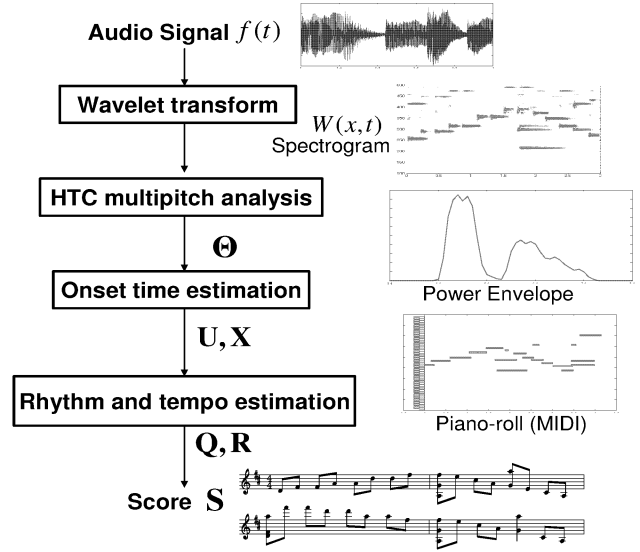 Audio Signal f(t)
Wavelet transform
W(x,t)
Spectrogram
HTC multipitch analysis
Θ
Onset time estimation
Power Envelope
U, X
Rhythm and tempo estimation
Piano-roll (MIDI)
Q, R
Score S